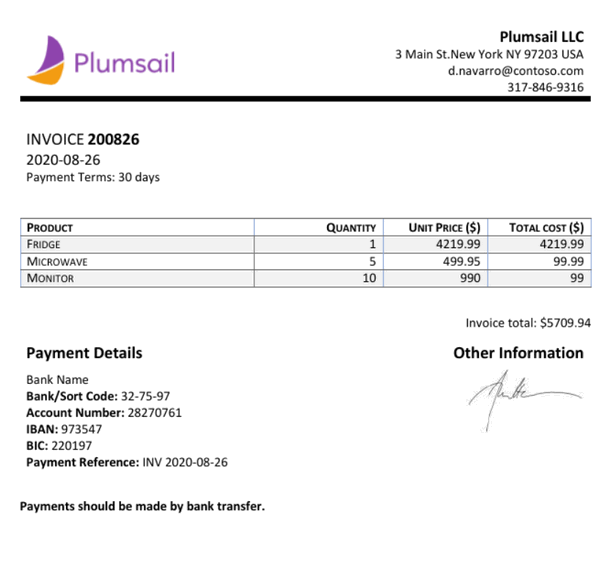 Plumsail
Plumsail LLC
3 Main St.New York NY 97203 USA
d.navarro@contoso.com
317-846-9316
INVOICE 200826
2020-08-26
Payment Terms: 30 days
PRODUCT QUANTITY UNIT PRICE ($) TOTAL COST ($)
FRIDGE 1 4219.99 4219.99
MICROWAVE 5 499.95 99.99
MONITOR 10 990 99
Invoice total: $5709.94
Payment Details
Other Information
Bank Name
Bank/Sort Code: 32-75-97
Account Number: 28270761
IBAN: 973547
BIC: 220197
Payment Reference: INV 2020-08-26
Payments should be made by bank transfer.